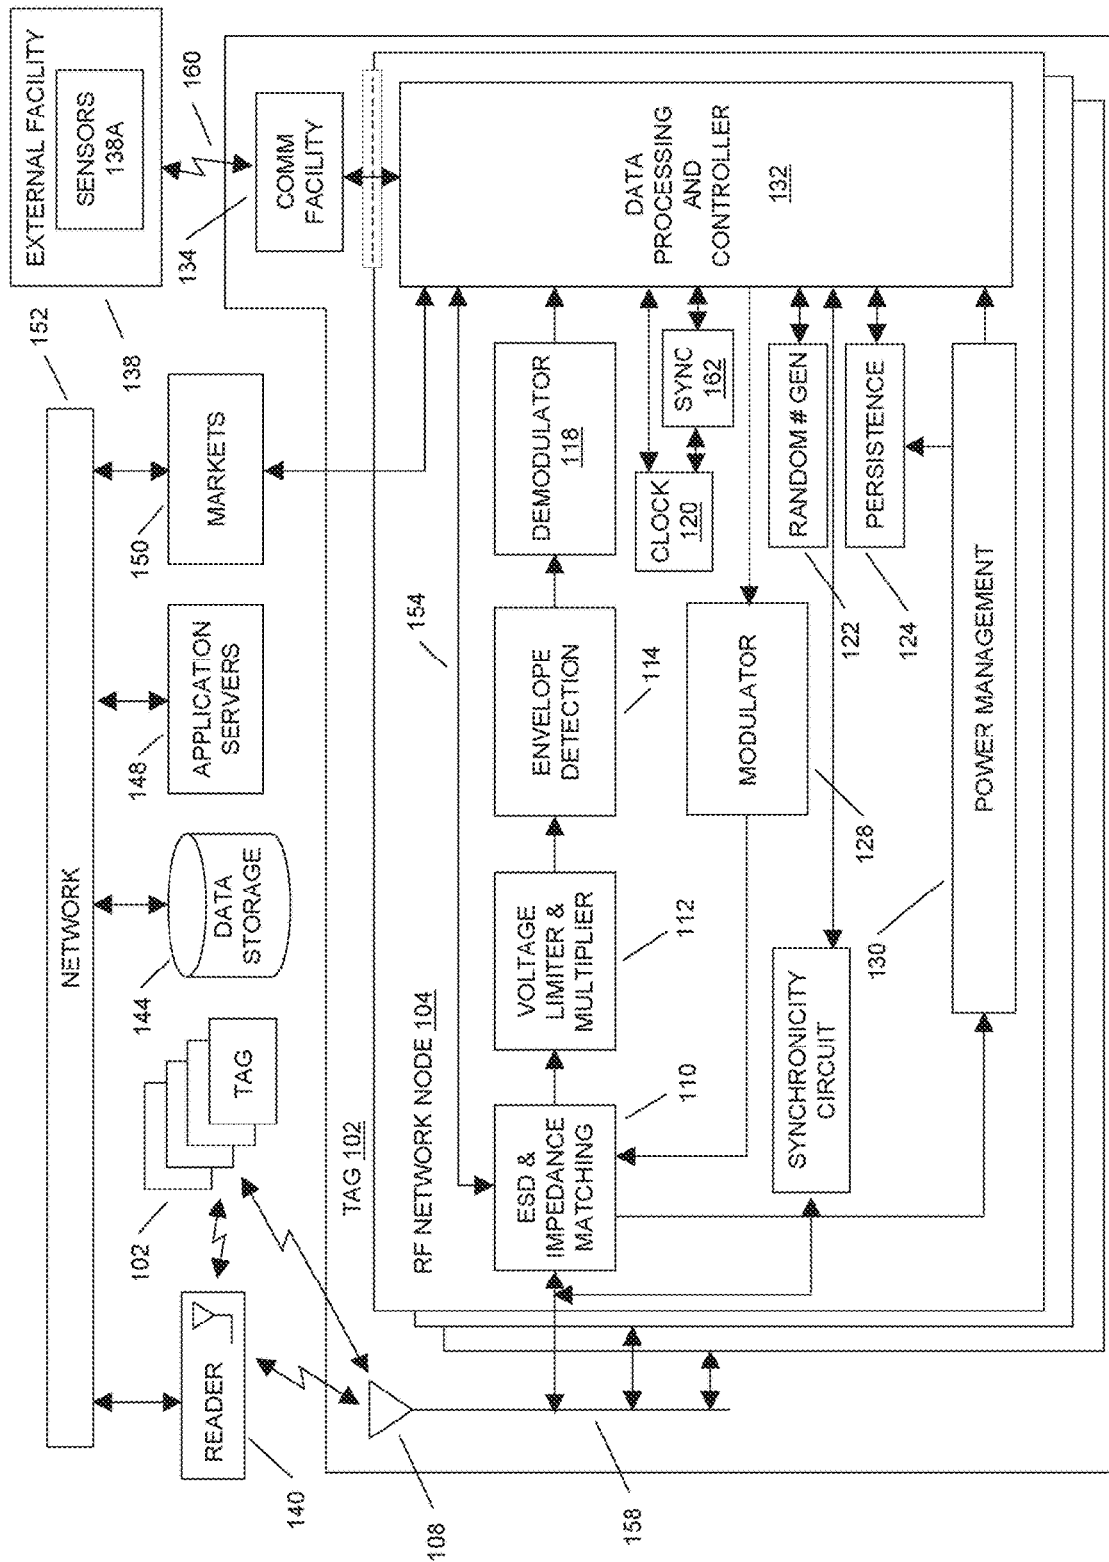 152
NETWORK
EXTERNAL FACILITY
SENSORS
138A
138
READER
140
102
TAG
144
DATA
STORAGE
148
APPLICATION
SERVERS
150
MARKETS
160
134
COMM
FACILITY
108
158
TAG 102
RF NETWORK NODE 104
154
ESD &
IMPEDANCE
MATCHING
110
VOLTAGE
LIMITER &
MULTIPLIER
112
ENVELOPE
DETECTION
114
DEMODULATOR
118
CLOCK
120
SYNC
162
MODULATOR
128
RANDOM # GEN
122
SYNCHRONICITY
CIRCUIT
PERSISTENCE
124
130
POWER MANAGEMENT
DATA
PROCESSING
AND
CONTROLLER
132